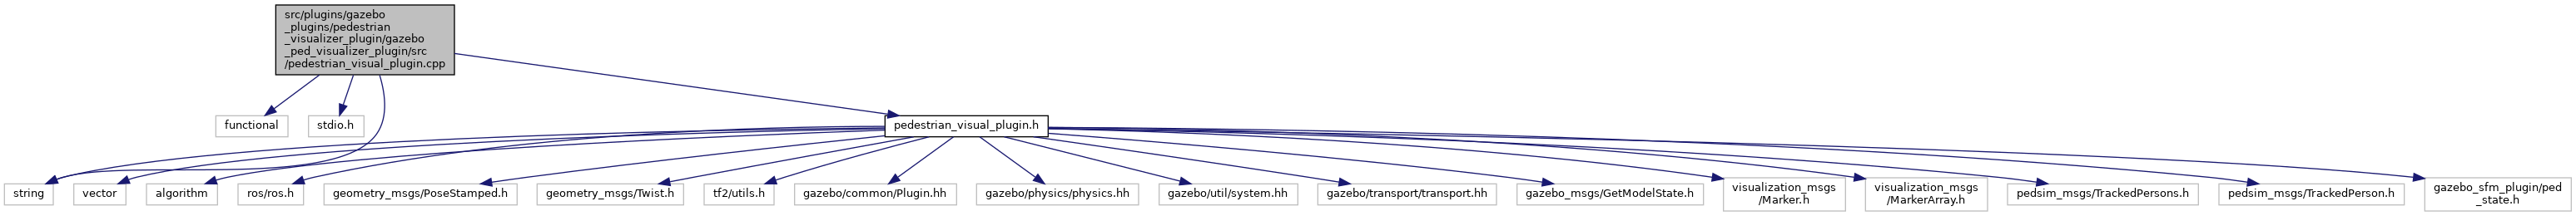 src/plugins/gazebo
_plugins/pedestrian
_visualizer_plugin/gazebo
_ped_visualizer_plugin/src
/pedestrian_visual_plugin.cpp
functional
stdio.h
pedestrian_visual_plugin.h
string
vector
algorithm
ros/ros.h
geometry_msgs/PoseStamped.h
geometry_msgs/Twist.h
tf2/utils.h
gazebo/common/Plugin.hh
gazebo/physics/physics.hh
gazebo/util/system.hh
gazebo/transport/transport.hh
gazebo_msgs/GetModelState.h
visualization_msgs
/Marker.h
visualization_msgs
/MarkerArray.h
pedsim_msgs/TrackedPersons.h
pedsim_msgs/TrackedPerson.h
gazebo_sfm_plugin/ped
_state.h